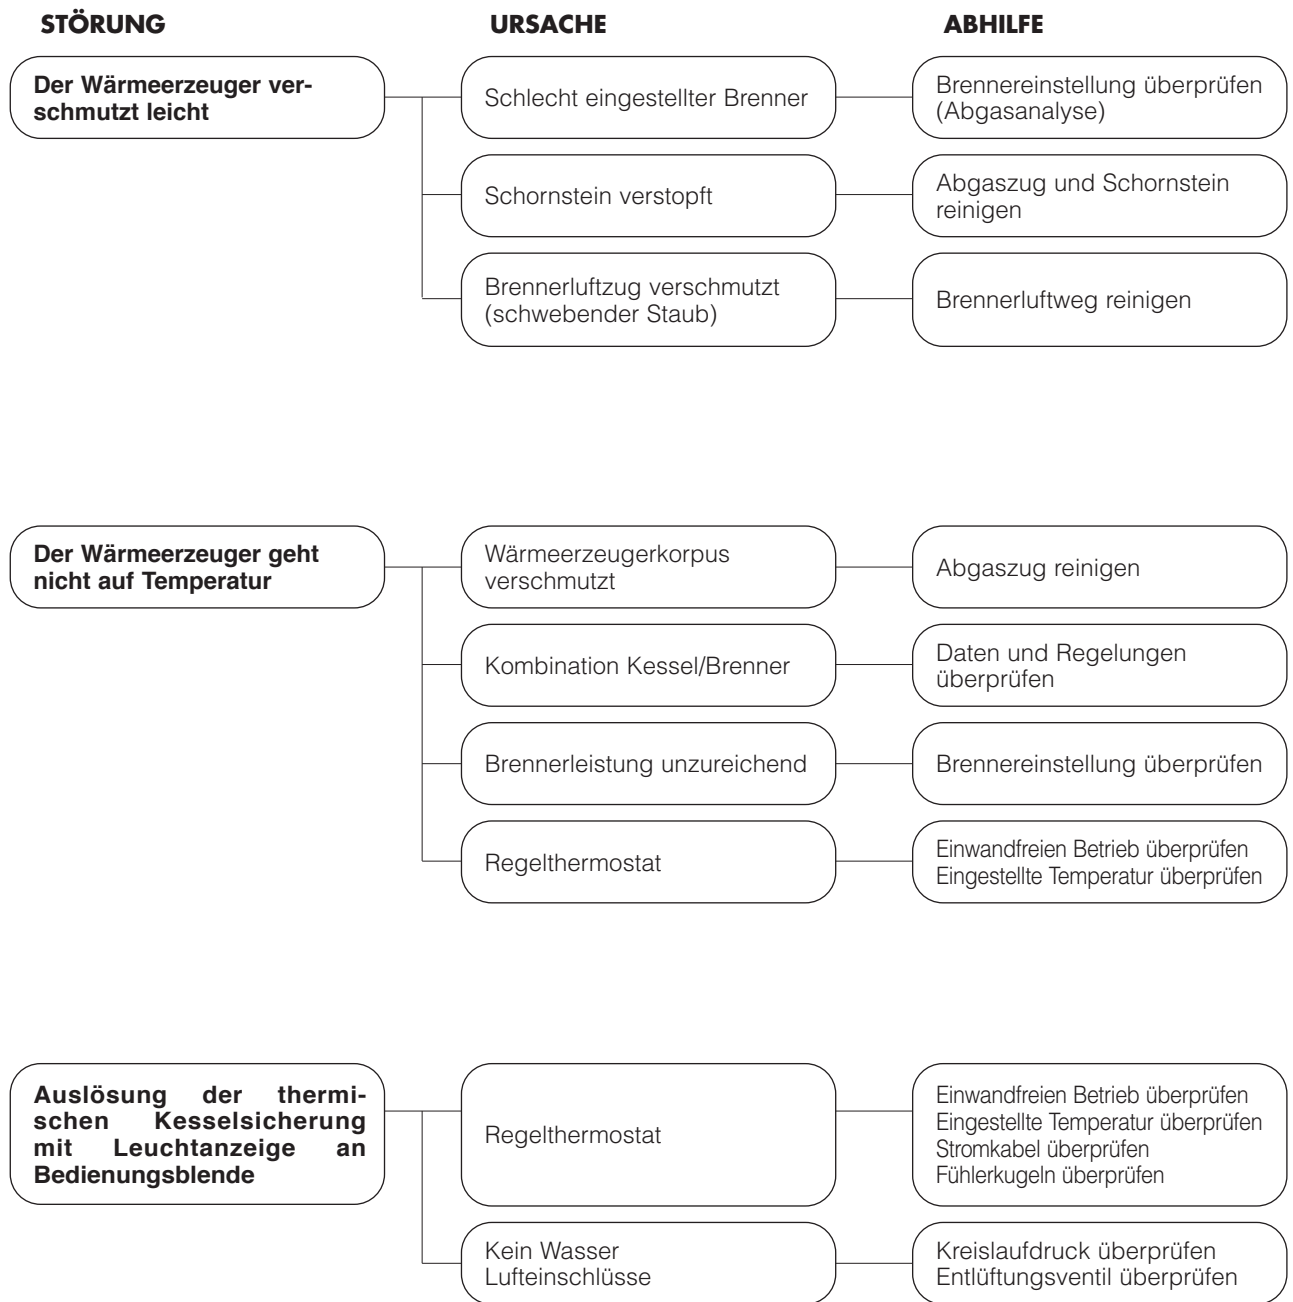 STÖRUNG URSACHE ABHILFE
Der Wärmeerzeuger ver-
schmutzt leicht
Schlecht eingestellter Brenner
Brennereinstellung überprüfen
(Abgasanalyse)
Schornstein verstopft
Abgaszug und Schornstein
reinigen
Brennerluftzug verschmutzt
(schwebender Staub)
Brennerluftweg reinigen
Der Wärmeerzeuger geht
nicht auf Temperatur
Wärmeerzeugerkorpus
verschmutzt
Abgaszug reinigen
Kombination Kessel/Brenner
Daten und Regelungen
überprüfen
Brennerleistung unzureichend
Brennereinstellung überprüfen
Regelthermostat
Einwandfreien Betrieb überprüfen
Eingestellte Temperatur überprüfen
Auslösung der thermi-
schen Kesselsicherung
mit Leuchtanzeige an
Bedienungsblende
Regelthermostat
Einwandfreien Betrieb überprüfen
Eingestellte Temperatur überprüfen
Stromkabel überprüfen
Fühlerkugeln überprüfen
Kein Wasser
Lufteinschlüsse
Kreislaufdruck überprüfen
Entlüftungsventil überprüfen